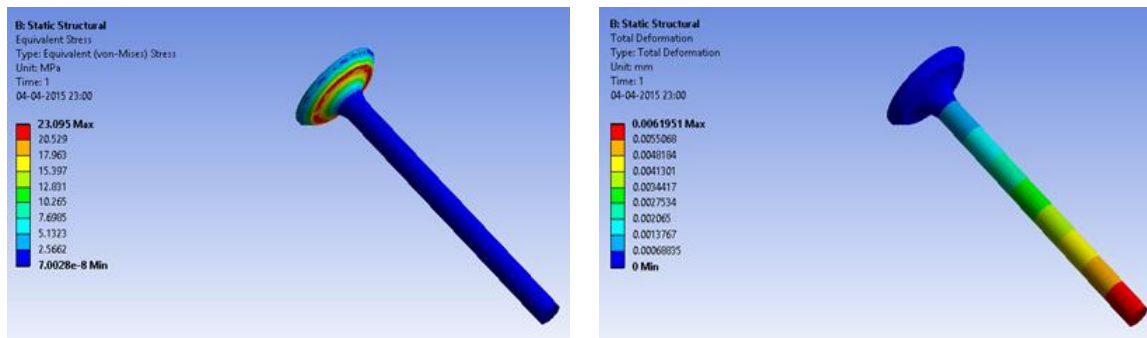 B: Static Structural
Equivalent Stress
Type: Equivalent (von-Mises) Stress
Unit: MPa
Time: 1
04-04-2015 23:00
23.095 Max
20.529
17.963
15.397
12.831
10.265
7.6985
5.1323
2.5662
7.0028e-8 Min
B: Static Structural
Total Deformation
Type: Total Deformation
Unit: mm
Time: 1
04-04-2015 23:00
0.0061951 Max
0.0055068
0.0048184
0.0041301
0.0034417
0.0027534
0.002065
0.0013767
0.00068835
0 Min